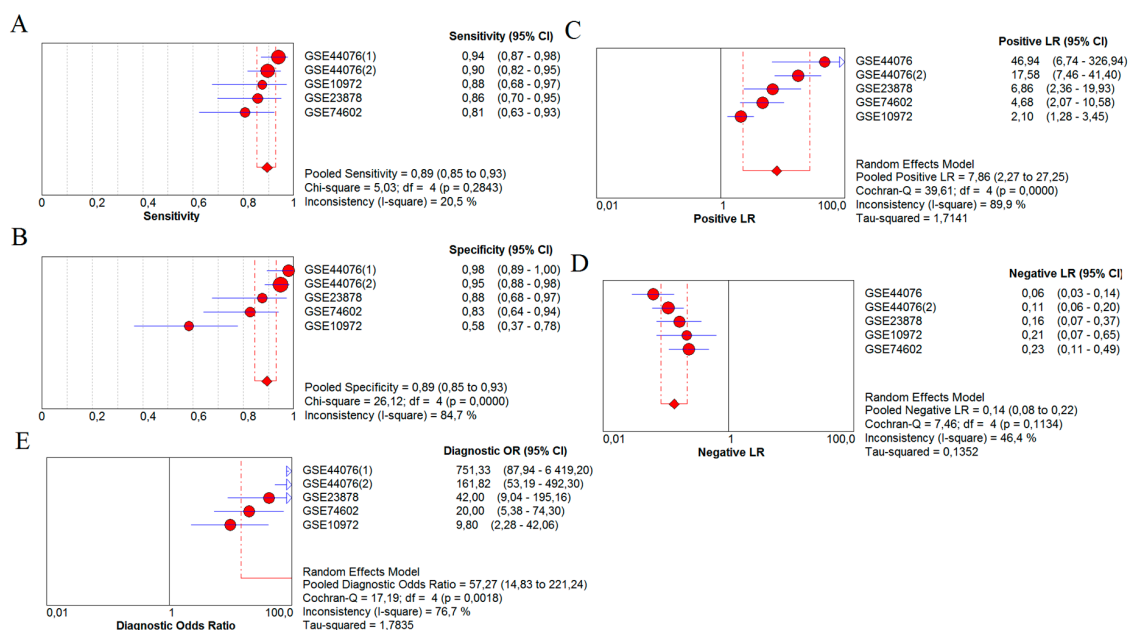 A
Sensitivity (95% CI)
GSE44076(1) 0,94 (0,87 - 0,98)
GSE44076(2) 0,90 (0,82 - 0,95)
GSE10972 0,88 (0,68 - 0,97)
GSE23878 0,86 (0,70 - 0,95)
GSE74602 0,81 (0,63 - 0,93)
Pooled Sensitivity = 0,89 (0,85 to 0,93)
Chi-square = 5,03; df = 4 (p = 0,2843)
Inconsistency (I-square) = 20,5 %
0 0,2 0,4 0,6 0,8 1
Sensitivity
B
Specificity (95% CI)
GSE44076(1) 0,98 (0,89 - 1,00)
GSE44076(2) 0,95 (0,88 - 0,98)
GSE23878 0,88 (0,68 - 0,97)
GSE74602 0,83 (0,64 - 0,94)
GSE10972 0,58 (0,37 - 0,78)
Pooled Specificity = 0,89 (0,85 to 0,93)
Chi-square = 26,12; df = 4 (p = 0,0000)
Inconsistency (I-square) = 84,7 %
0 0,2 0,4 0,6 0,8 1
Specificity
E
Diagnostic OR (95% CI)
GSE44076(1) 751,33 (87,94 - 6 419,20)
GSE44076(2) 161,82 (53,19 - 492,30)
GSE23878 42,00 (9,04 - 195,16)
GSE74602 20,00 (5,38 - 74,30)
GSE10972 9,80 (2,28 - 42,06)
Random Effects Model
Pooled Diagnostic Odds Ratio = 57,27 (14,83 to 221,24)
Cochran-Q = 17,19; df = 4 (p = 0,0018)
Inconsistency (I-square) = 76,7 %
Tau-squared = 1,7835
0,01 1 100,0
Diagnostic Odds Ratio
C
Positive LR (95% CI)
GSE44076 46,94 (6,74 - 326,94)
GSE44076(2) 17,58 (7,46 - 41,40)
GSE23878 6,86 (2,36 - 19,93)
GSE74602 4,68 (2,07 - 10,58)
GSE10972 2,10 (1,28 - 3,45)
Random Effects Model
Pooled Positive LR = 7,86 (2,27 to 27,25)
Cochran-Q = 39,61; df = 4 (p = 0,0000)
Inconsistency (I-square) = 89,9 %
Tau-squared = 1,7141
0,01 1 100,0
Positive LR
D
Negative LR (95% CI)
GSE44076 0,06 (0,03 - 0,14)
GSE44076(2) 0,11 (0,06 - 0,20)
GSE23878 0,16 (0,07 - 0,37)
GSE10972 0,21 (0,07 - 0,65)
GSE74602 0,23 (0,11 - 0,49)
Random Effects Model
Pooled Negative LR = 0,14 (0,08 to 0,22)
Cochran-Q = 7,46; df = 4 (p = 0,1134)
Inconsistency (I-square) = 46,4 %
Tau-squared = 0,1352
0,01 1 100,0
Negative LR